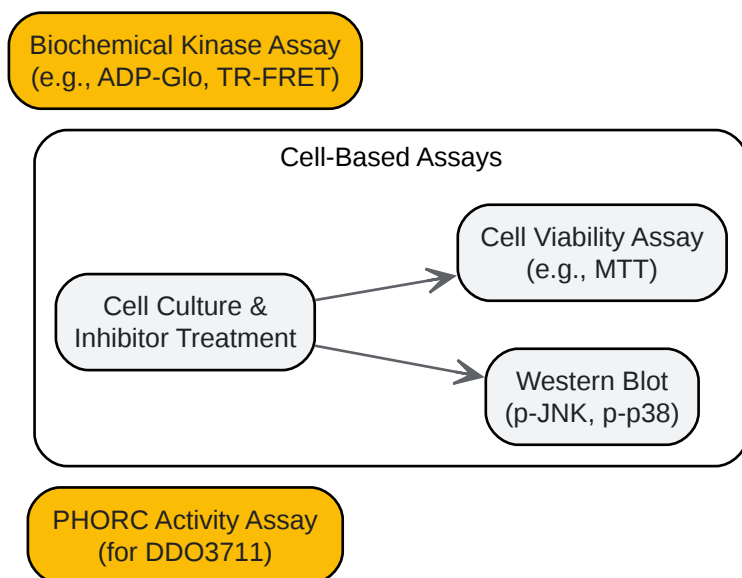 Biochemical Kinase Assay
(e.g., ADP-Glo, TR-FRET)
Cell-Based Assays
Cell Viability Assay
(e.g., MTT)
Cell Culture &
Inhibitor Treatment
Western Blot
(p-JNK, p-p38)
PHORC Activity Assay
(for DDO3711)